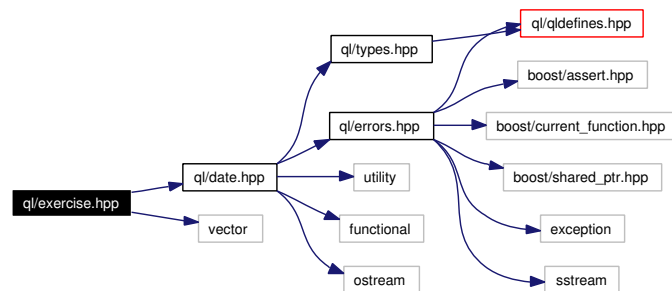 ql/exercise.hpp
ql/date.hpp
vector
ql/types.hpp
ql/errors.hpp
utility
functional
ostream
ql/qldefines.hpp
boost/assert.hpp
boost/current_function.hpp
boost/shared_ptr.hpp
exception
sstream